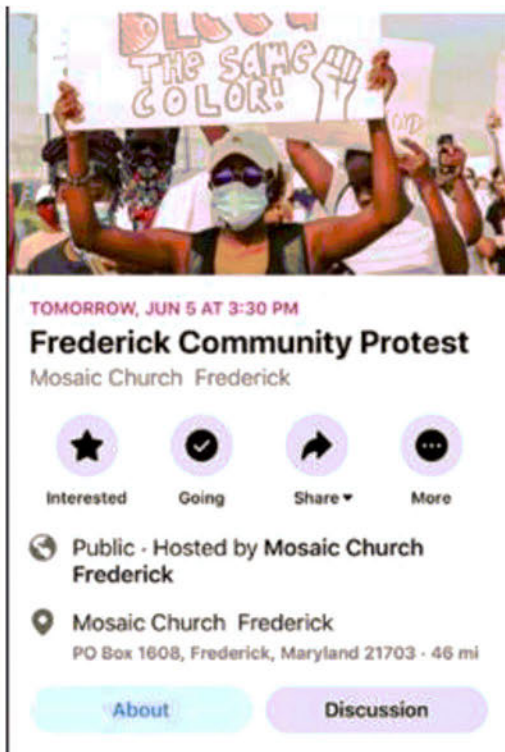 BLEED
THE SAME
COLOR!
TOMORROW, JUN 5 AT 3:30 PM
Frederick Community Protest
Mosaic Church Frederick
Interested
Going
Share
More
Public · Hosted by Mosaic Church
Frederick
Mosaic Church Frederick
PO Box 1608, Frederick, Maryland 21703 · 46 mi
About
Discussion